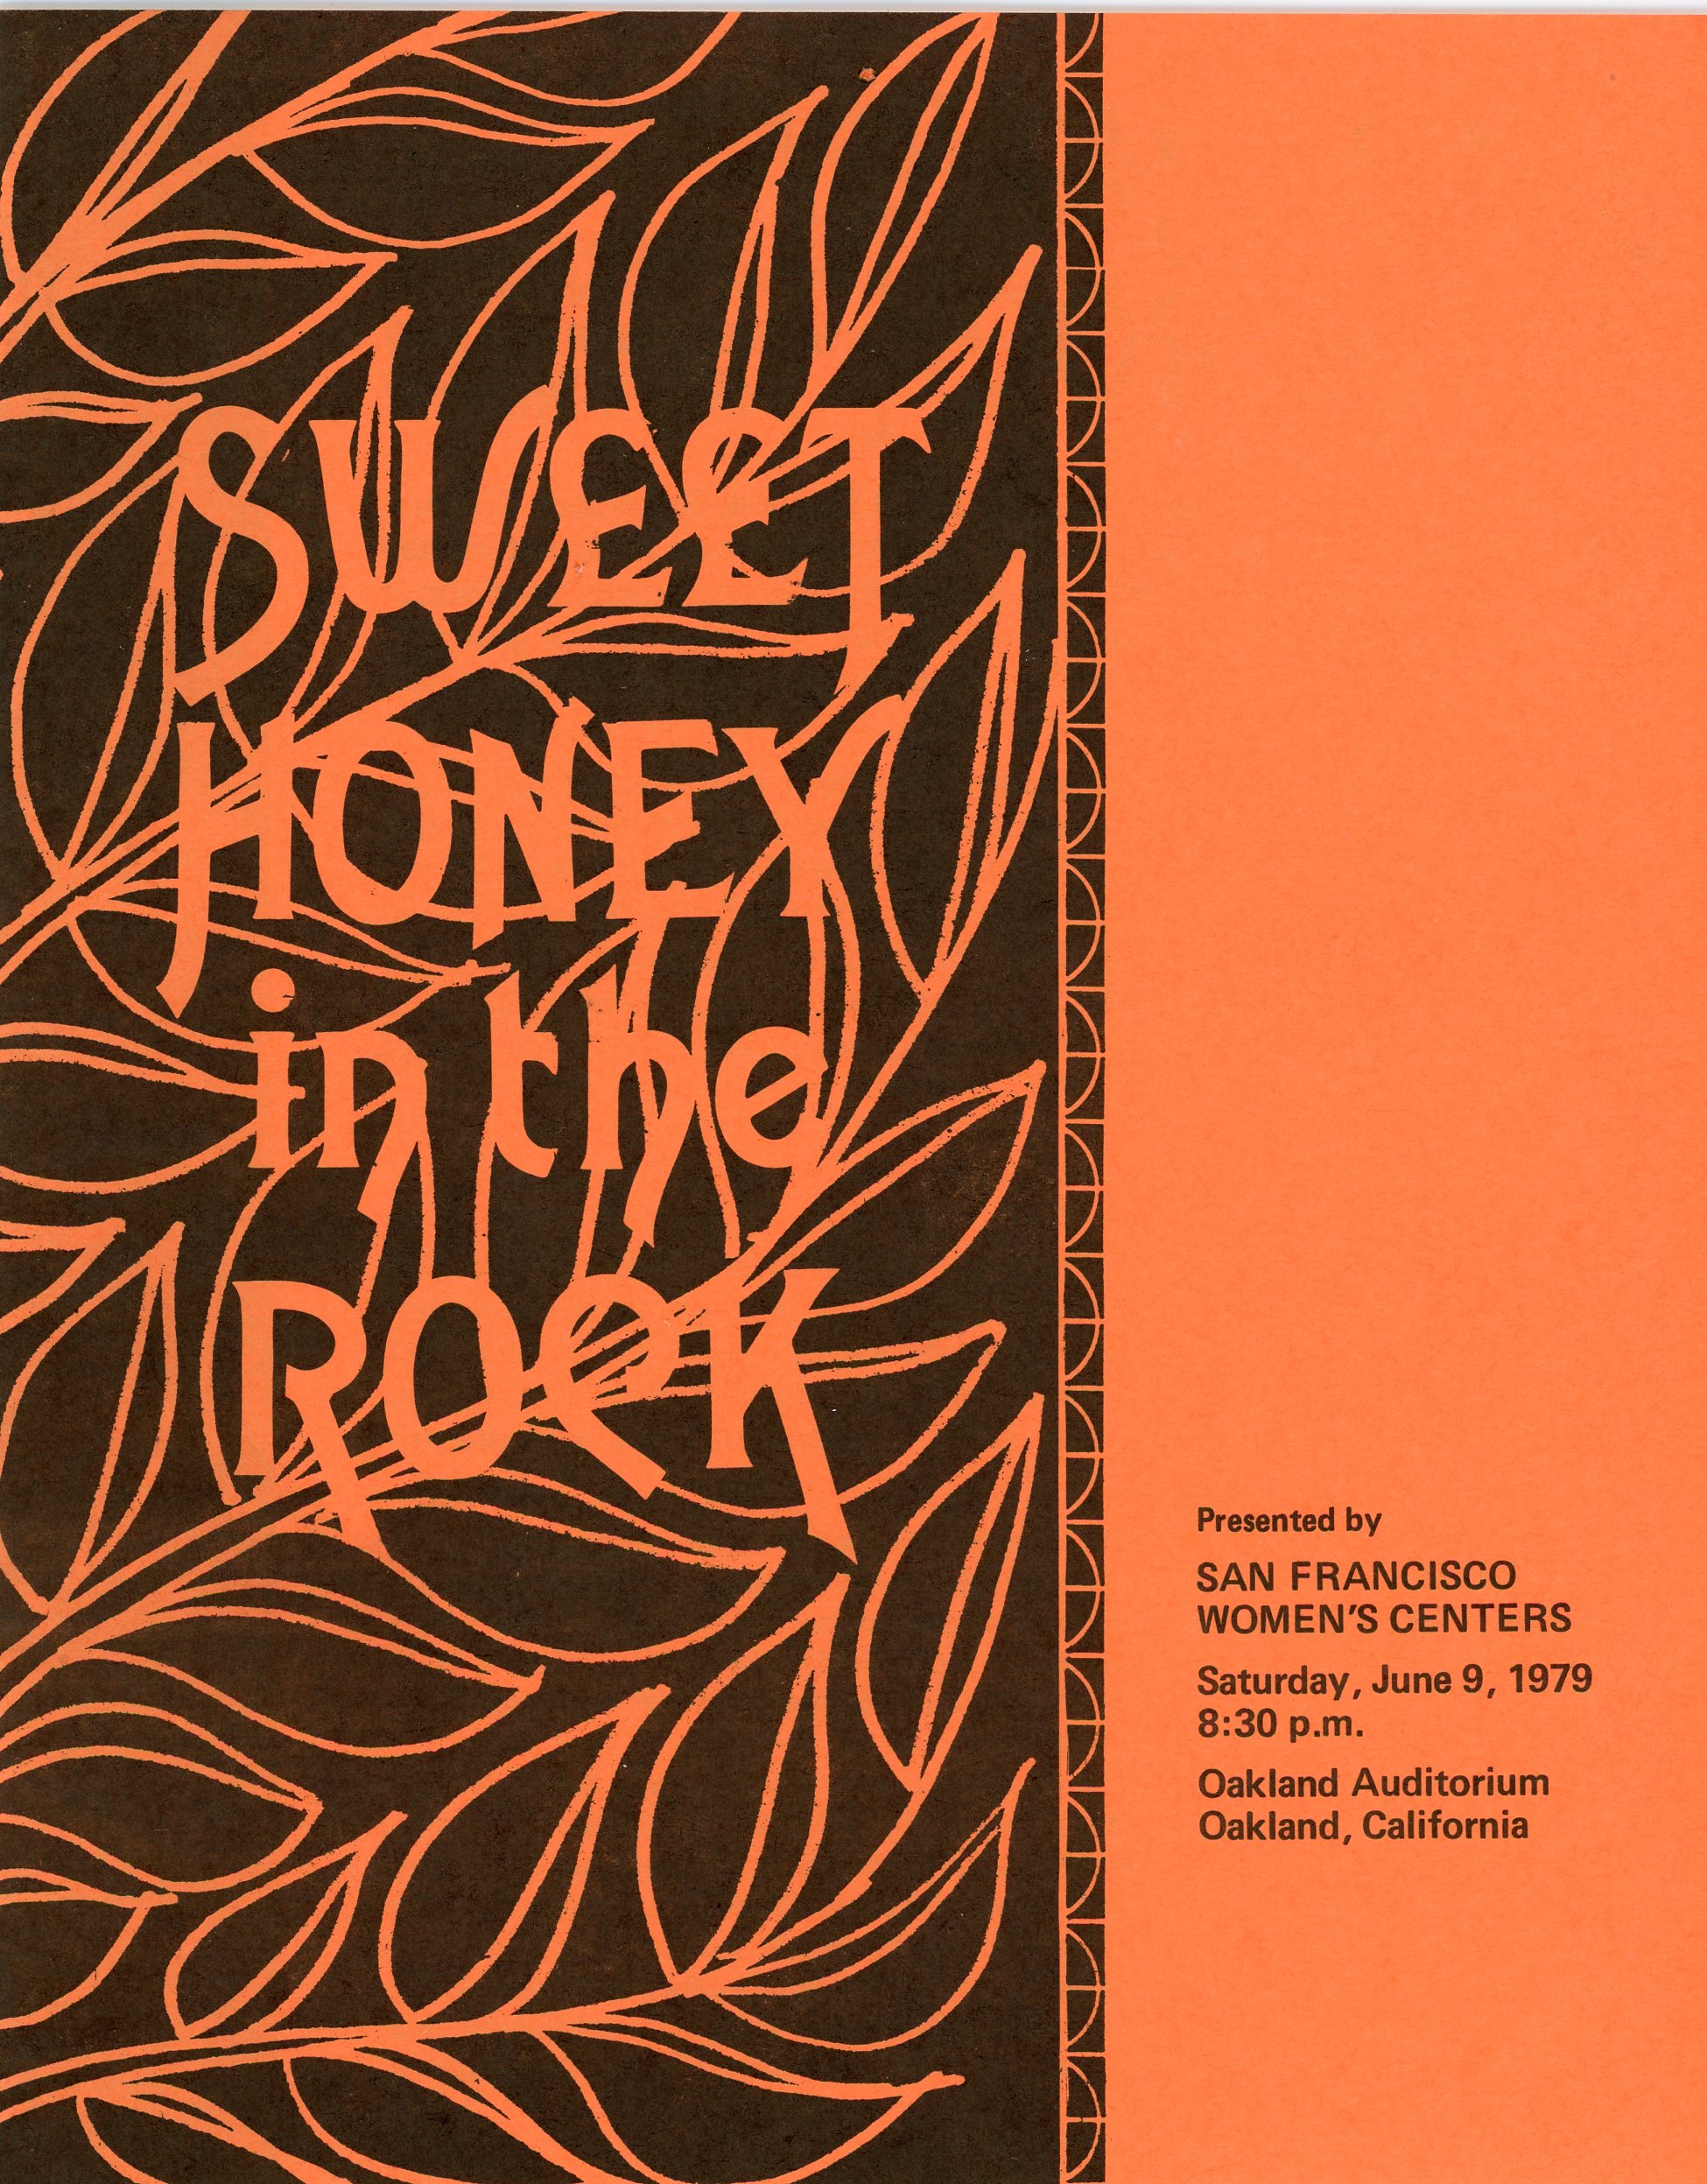 SWEET
HONEY
in the
ROCK
Presented by
SAN FRANCISCO
WOMEN'S CENTERS
Saturday, June 9, 1979
8:30 p.m.
Oakland Auditorium
Oakland, California